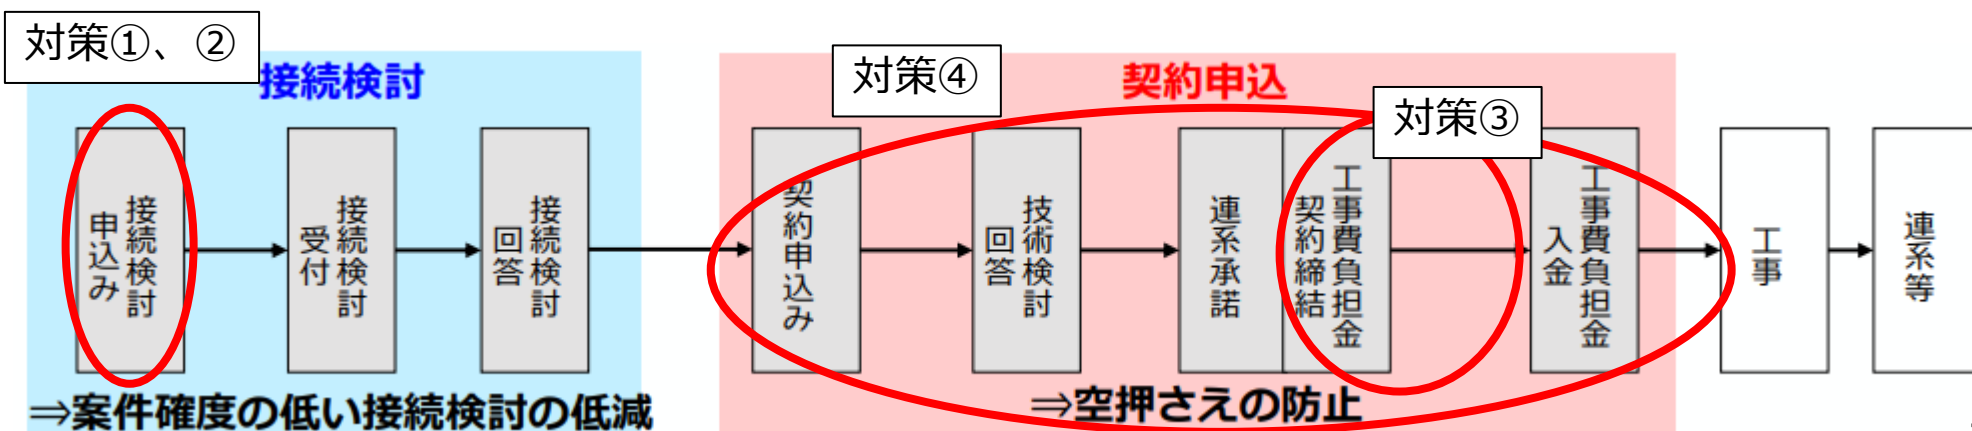 対策①、②
接続検討
対策④
契約申込
対策③
接続検討
申込み
接続検討
受付
接続検討
回答
契約申込み
技術検討
回答
連系承諾
工事費負担金
契約締結
工事費負担金
入金
工事
連系等
⇒案件確度の低い接続検討の低減
⇒空押さえの防止